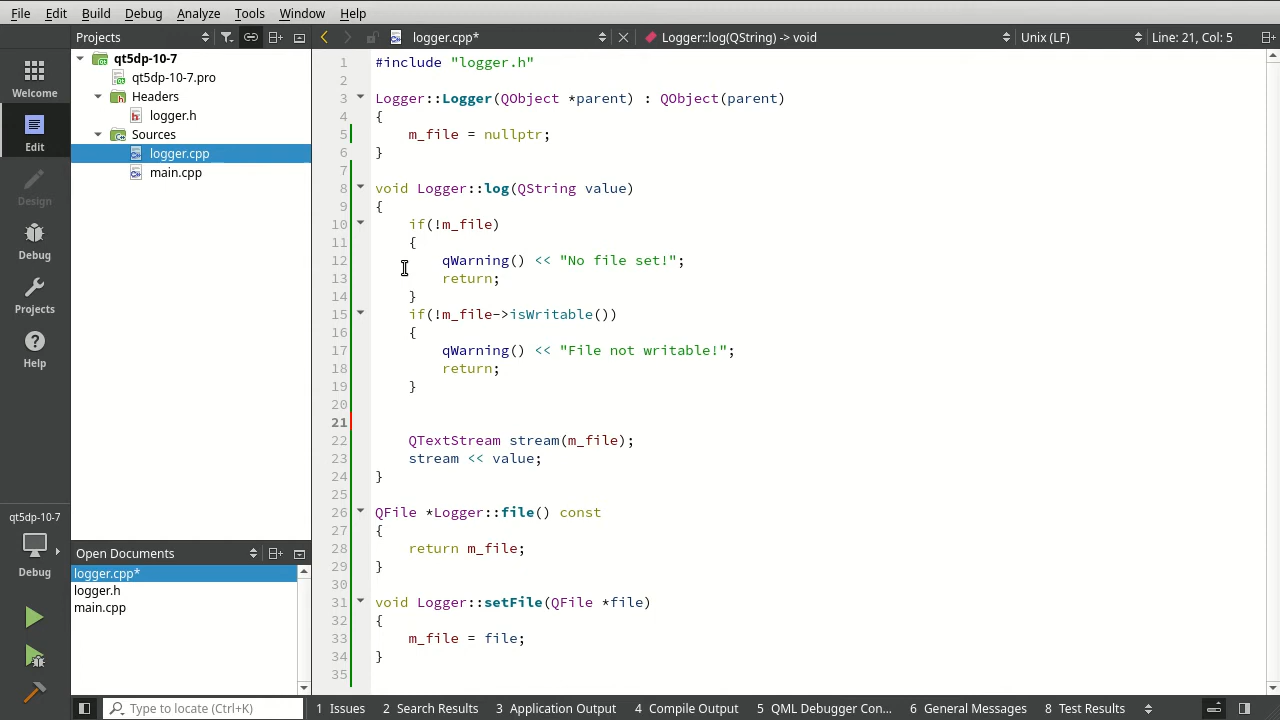 File Edit Build Debug Analyze Tools Window Help
Projects logger.cpp* Logger::log(QString) -> void Unix (LF) Line: 21, Col: 5
Welcome
Edit
Design
Debug
Projects
Help
qt5dp-10-7
Debug
qt5dp-10-7
qt5dp-10-7.pro
Headers
logger.h
Sources
logger.cpp
main.cpp
Open Documents
logger.cpp*
logger.h
main.cpp
1 #include "logger.h"
2
3 Logger::Logger(QObject *parent) : QObject(parent)
4 {
5     m_file = nullptr;
6 }
7
8 void Logger::log(QString value)
9 {
10     if(!m_file)
11     {
12         qWarning() << "No file set!";
13         return;
14     }
15     if(!m_file->isWritable())
16     {
17         qWarning() << "File not writable!";
18         return;
19     }
20
21
22     QTextStream stream(m_file);
23     stream << value;
24 }
25
26 QFile *Logger::file() const
27 {
28     return m_file;
29 }
30
31 void Logger::setFile(QFile *file)
32 {
33     m_file = file;
34 }
35
Type to locate (Ctrl+K) 1 Issues 2 Search Results 3 Application Output 4 Compile Output 5 QML Debugger Con... 6 General Messages 8 Test Results